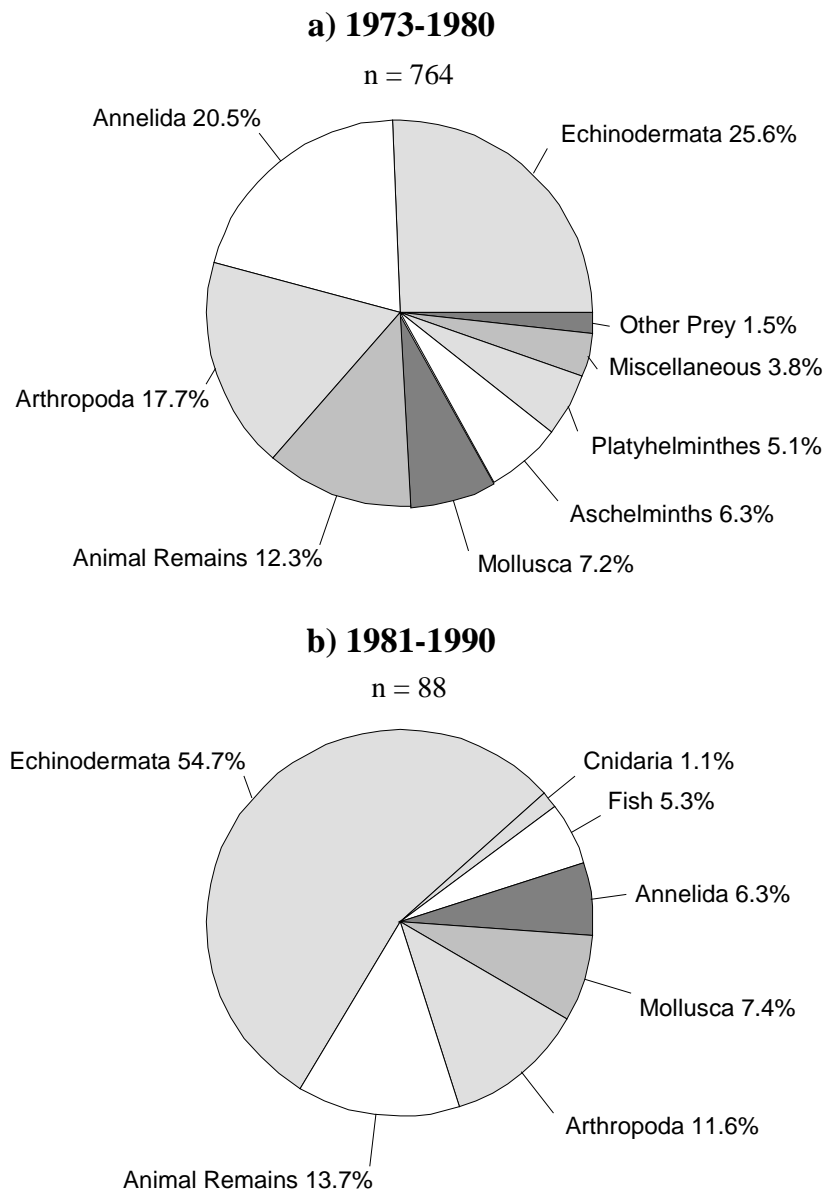 a) 1973-1980
n = 764
Annelida 20.5%
Echinodermata 25.6%
Other Prey 1.5%
Miscellaneous 3.8%
Arthropoda 17.7%
Platyhelminthes 5.1%
Aschelminths 6.3%
Animal Remains 12.3%
Mollusca 7.2%
b) 1981-1990
n = 88
Echinodermata 54.7%
Cnidaria 1.1%
Fish 5.3%
Annelida 6.3%
Mollusca 7.4%
Arthropoda 11.6%
Animal Remains 13.7%